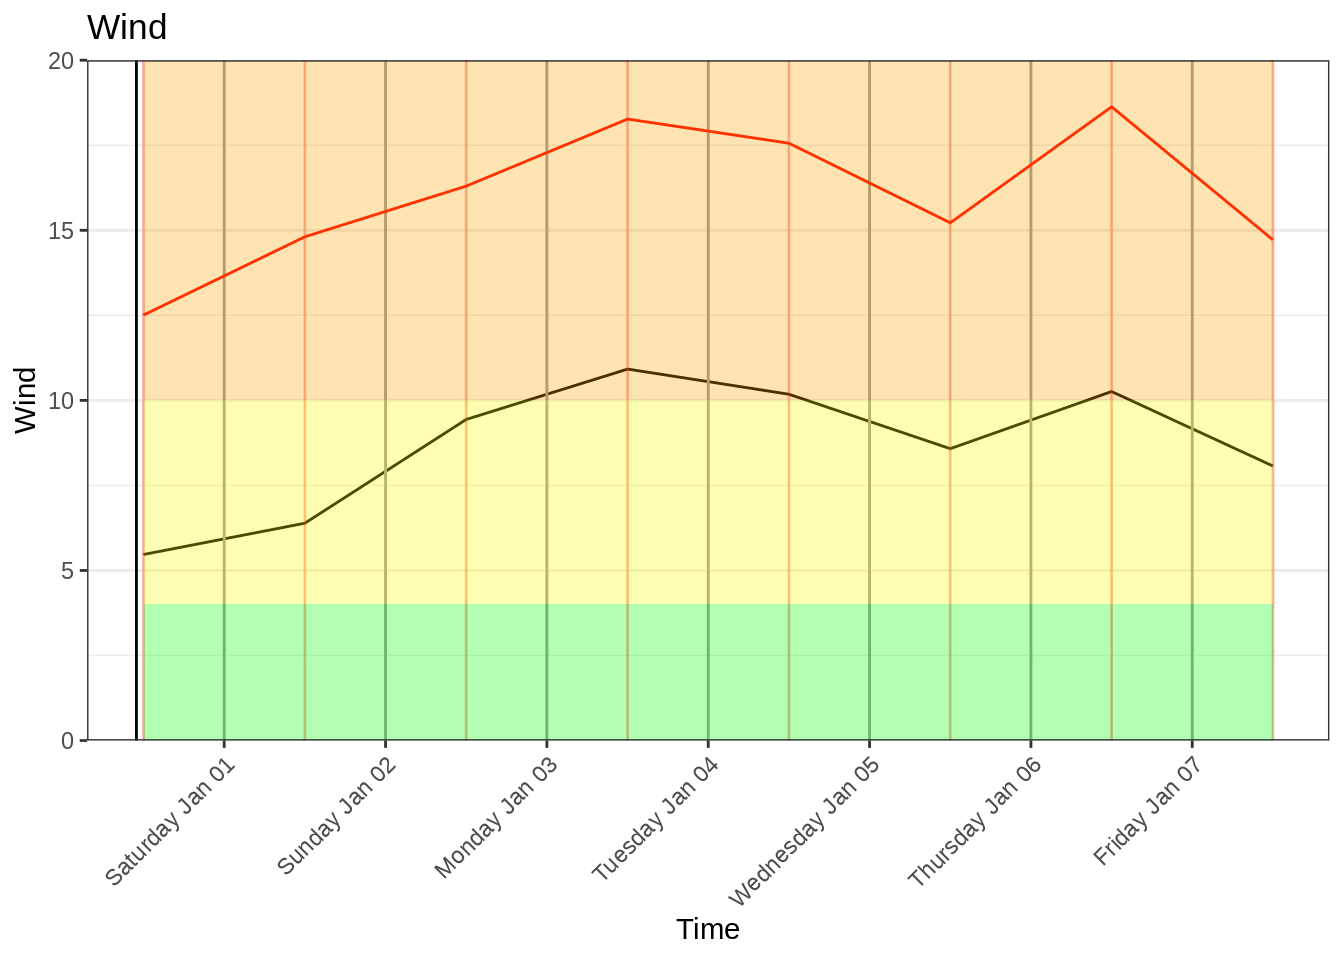 Wind
20
15
10
5
0
Wind
Saturday Jan 01
Sunday Jan 02
Monday Jan 03
Tuesday Jan 04
Wednesday Jan 05
Thursday Jan 06
Friday Jan 07
Time